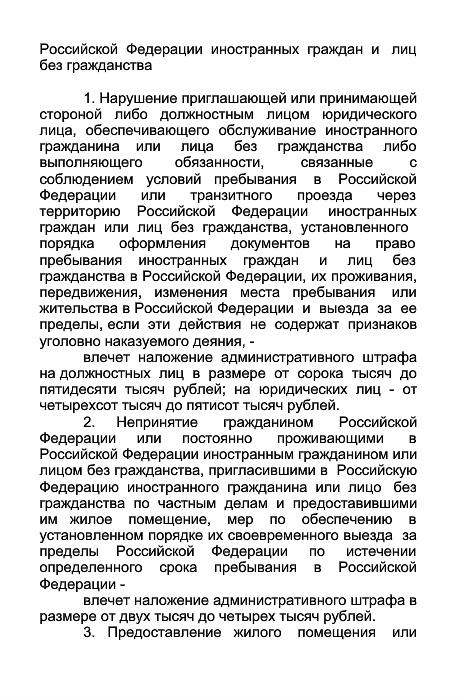 Российской Федерации иностранных граждан и лиц
без гражданства
1. Нарушение приглашающей или принимающей
стороной либо должностным лицом юридического
лица, обеспечивающего обслуживание иностранного
гражданина или лица без гражданства либо
выполняющего обязанности, связанные с
соблюдением условий пребывания в Российской
Федерации или транзитного проезда через
территорию Российской Федерации иностранных
граждан или лиц без гражданства, установленного
порядка оформления документов на право
пребывания иностранных граждан и лиц без
гражданства в Российской Федерации, их проживания,
передвижения, изменения места пребывания или
жительства в Российской Федерации и выезда за ее
пределы, если эти действия не содержат признаков
уголовно наказуемого деяния, -
влечет наложение административного штрафа
на должностных лиц в размере от сорока тысяч до
пятидесяти тысяч рублей; на юридических лиц - от
четырехсот тысяч до пятисот тысяч рублей.
2. Непринятие гражданином Российской
Федерации или постоянно проживающими в
Российской Федерации иностранным гражданином или
лицом без гражданства, пригласившими в Российскую
Федерацию иностранного гражданина или лицо без
гражданства по частным делам и предоставившими
им жилое помещение, мер по обеспечению в
установленном порядке их своевременного выезда за
пределы Российской Федерации по истечении
определенного срока пребывания в Российской
Федерации -
влечет наложение административного штрафа в
размере от двух тысяч до четырех тысяч рублей.
3. Предоставление жилого помещения или